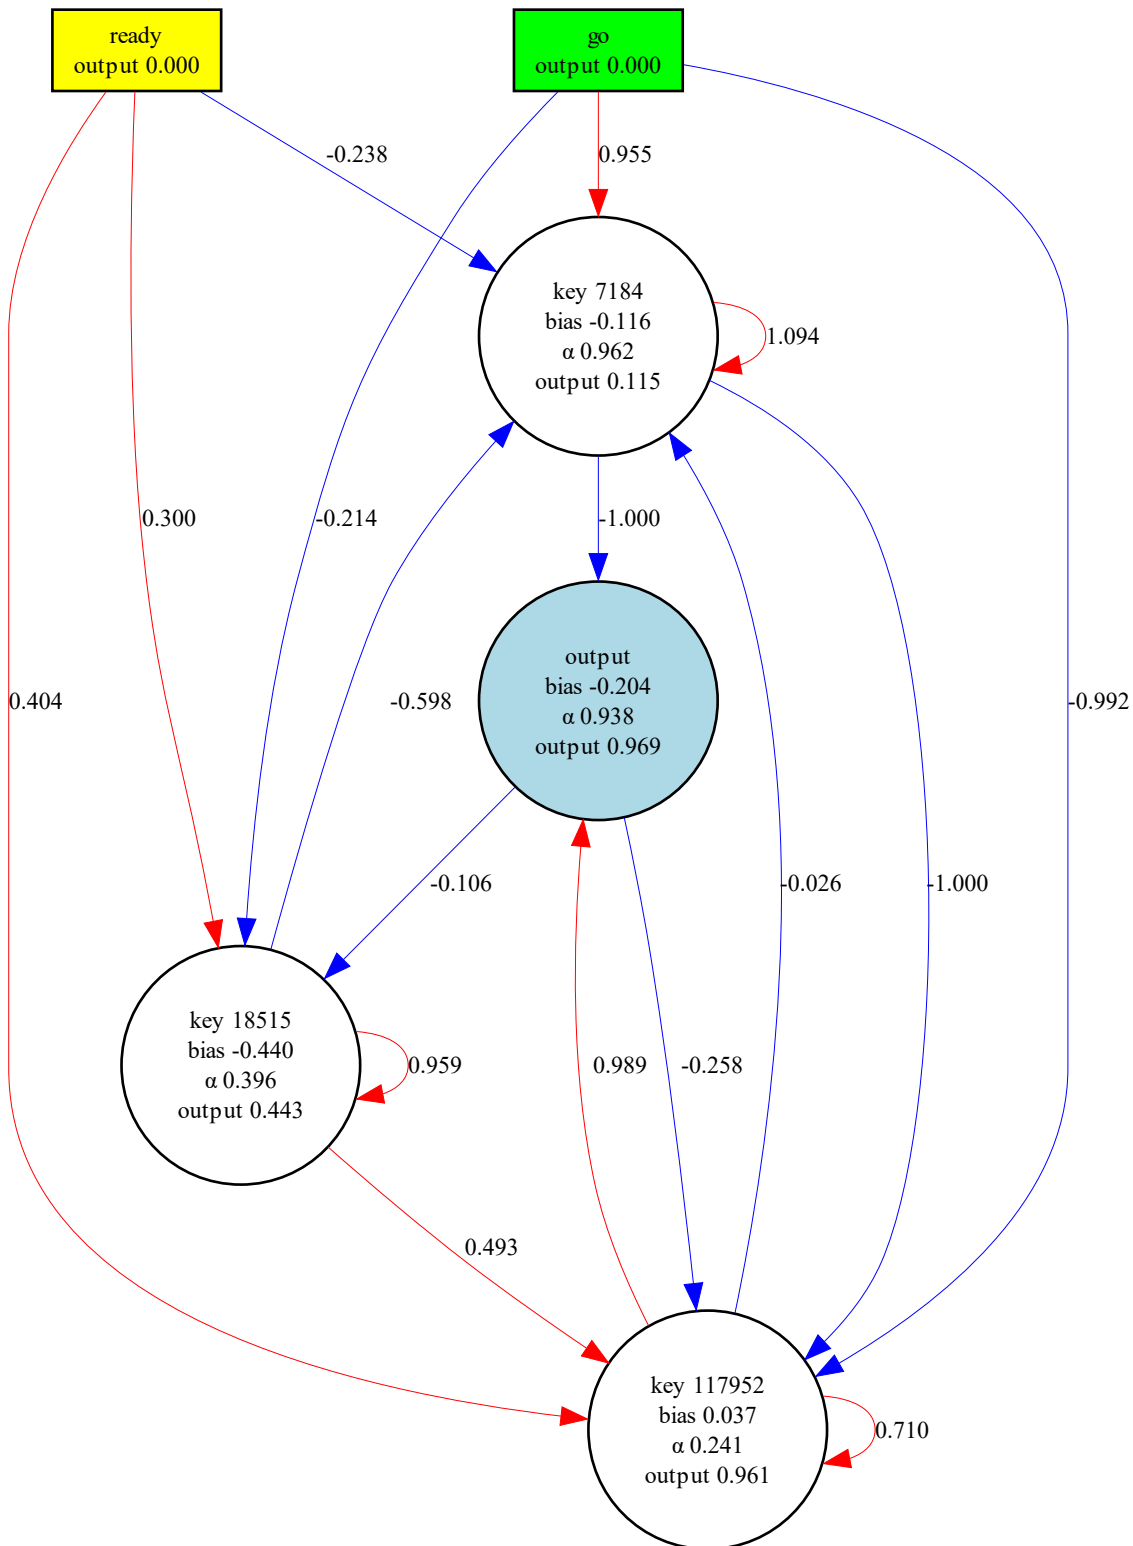 ready
output 0.000
go
output 0.000
-0.238
0.955
key 7184
bias -0.116
α 0.962
output 0.115
1.094
0.300
-0.214
-1.000
output
bias -0.204
α 0.938
output 0.969
0.404
-0.598
-0.992
-0.106
-0.026
-1.000
key 18515
bias -0.440
α 0.396
output 0.443
0.959
0.989
-0.258
0.493
key 117952
bias 0.037
α 0.241
output 0.961
0.710